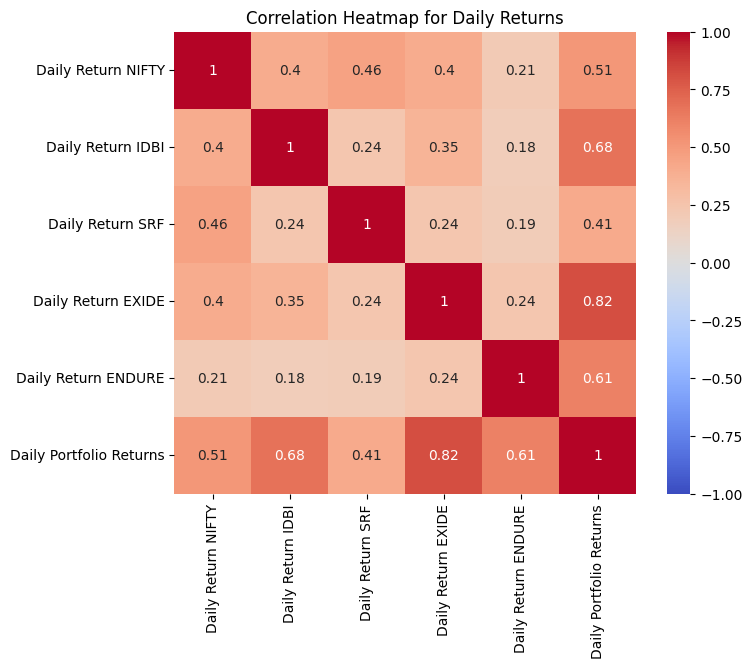 Correlation Heatmap for Daily Returns
Daily Return NIFTY 1 0.4 0.46 0.4 0.21 0.51
Daily Return IDBI 0.4 1 0.24 0.35 0.18 0.68
Daily Return SRF 0.46 0.24 1 0.24 0.19 0.41
Daily Return EXIDE 0.4 0.35 0.24 1 0.24 0.82
Daily Return ENDURE 0.21 0.18 0.19 0.24 1 0.61
Daily Portfolio Returns 0.51 0.68 0.41 0.82 0.61 1
Daily Return NIFTY
Daily Return IDBI
Daily Return SRF
Daily Return EXIDE
Daily Return ENDURE
Daily Portfolio Returns
1.00
0.75
0.50
0.25
0.00
−0.25
−0.50
−0.75
−1.00